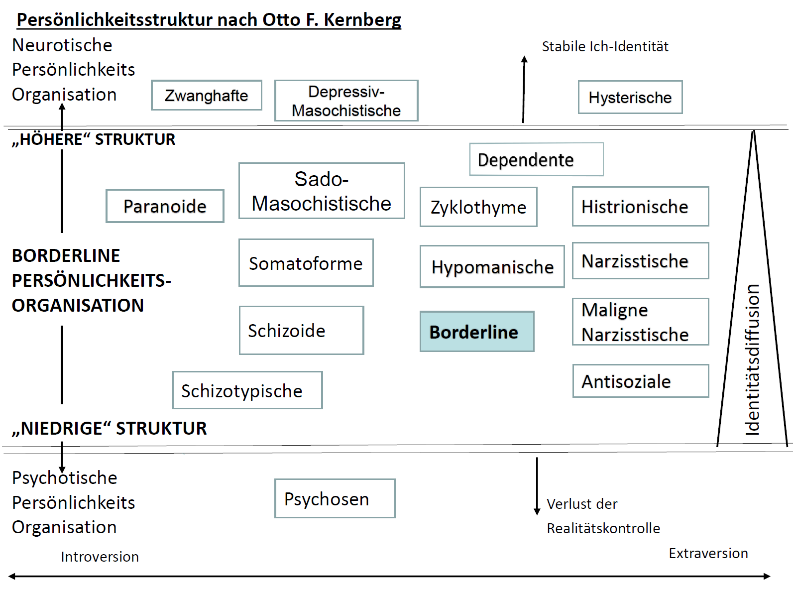 Persönlichkeitsstruktur nach Otto F. Kernberg
Neurotische
Persönlichkeits
Organisation
Stabile Ich-Identität
Zwanghafte
Depressiv-
Masochistische
Hysterische
„HÖHERE“ STRUKTUR
Dependente
Paranoide
Sado-
Masochistische
Zyklothyme
Histrionische
BORDERLINE
PERSÖNLICHKEITS-
ORGANISATION
Somatoforme
Hypomanische
Narzisstische
Schizoide
Borderline
Maligne
Narzisstische
Schizotypische
Antisoziale
Identitätsdiffusion
„NIEDRIGE“ STRUKTUR
Psychotische
Persönlichkeits
Organisation
Psychosen
Verlust der
Realitätskontrolle
Introversion
Extraversion